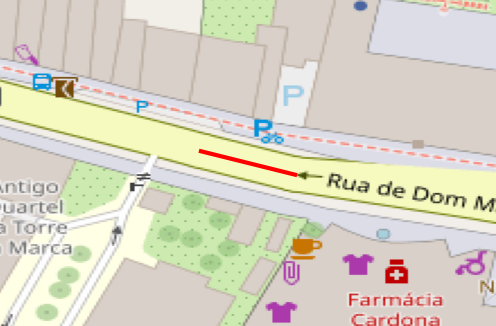 P
P
P
Rua de Dom M
Antigo
Quartel
a Torre
Marca
Farmácia
Cardona
N